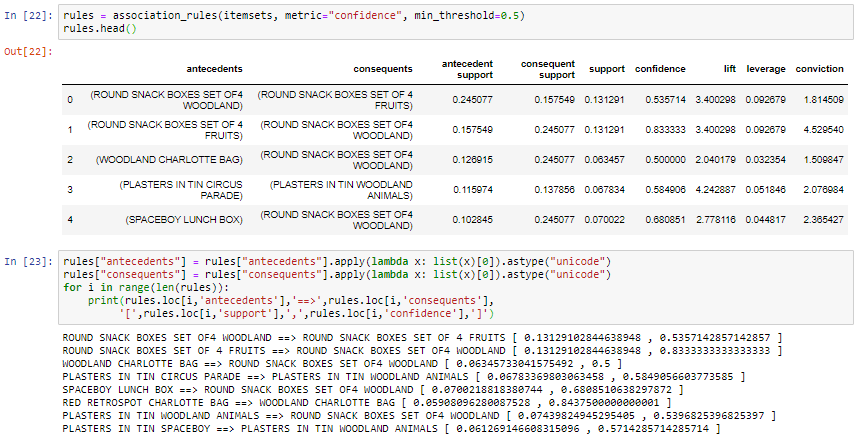 In [22]: rules = association_rules(itemsets, metric="confidence", min_threshold=0.5)
rules.head()
Out[22]:
antecedents consequents antecedent support consequent support support confidence lift leverage conviction
0 (ROUND SNACK BOXES SET OF4 WOODLAND) (ROUND SNACK BOXES SET OF 4 FRUITS) 0.245077 0.157549 0.131291 0.535714 3.400298 0.092679 1.814509
1 (ROUND SNACK BOXES SET OF 4 FRUITS) (ROUND SNACK BOXES SET OF4 WOODLAND) 0.157549 0.245077 0.131291 0.833333 3.400298 0.092679 4.529540
2 (WOODLAND CHARLOTTE BAG) (ROUND SNACK BOXES SET OF4 WOODLAND) 0.126915 0.245077 0.063457 0.500000 2.040179 0.032354 1.509847
3 (PLASTERS IN TIN CIRCUS PARADE) (PLASTERS IN TIN WOODLAND ANIMALS) 0.115974 0.137856 0.067834 0.584906 4.242887 0.051846 2.076984
4 (SPACEBOY LUNCH BOX) (ROUND SNACK BOXES SET OF4 WOODLAND) 0.102845 0.245077 0.070022 0.680851 2.778116 0.044817 2.365427
In [23]: rules["antecedents"] = rules["antecedents"].apply(lambda x: list(x)[0]).astype("unicode")
rules["consequents"] = rules["consequents"].apply(lambda x: list(x)[0]).astype("unicode")
for i in range(len(rules)):
    print(rules.loc[i,'antecedents'],'==>',rules.loc[i,'consequents'],
         '[',rules.loc[i,'support'],',',rules.loc[i,'confidence'],']')
ROUND SNACK BOXES SET OF4 WOODLAND ==> ROUND SNACK BOXES SET OF 4 FRUITS [ 0.13129102844638948 , 0.5357142857142857 ]
ROUND SNACK BOXES SET OF 4 FRUITS ==> ROUND SNACK BOXES SET OF4 WOODLAND [ 0.13129102844638948 , 0.8333333333333333 ]
WOODLAND CHARLOTTE BAG ==> ROUND SNACK BOXES SET OF4 WOODLAND [ 0.06345733041575492 , 0.5 ]
PLASTERS IN TIN CIRCUS PARADE ==> PLASTERS IN TIN WOODLAND ANIMALS [ 0.06783369803063458 , 0.5849056603773585 ]
SPACEBOY LUNCH BOX ==> ROUND SNACK BOXES SET OF4 WOODLAND [ 0.0700218818380744 , 0.6808510638297872 ]
RED RETROSPOT CHARLOTTE BAG ==> WOODLAND CHARLOTTE BAG [ 0.05908096280087528 , 0.8437500000000001 ]
PLASTERS IN TIN WOODLAND ANIMALS ==> ROUND SNACK BOXES SET OF4 WOODLAND [ 0.07439824945295405 , 0.5396825396825397 ]
PLASTERS IN TIN SPACEBOY ==> PLASTERS IN TIN WOODLAND ANIMALS [ 0.061269146608315096 , 0.5714285714285714 ]